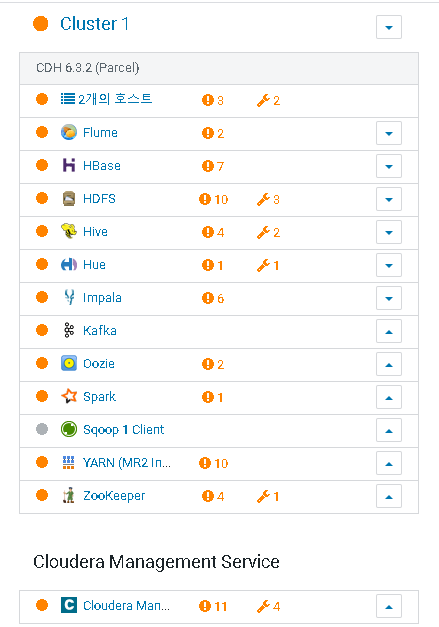 Cluster 1
CDH 6.3.2 (Parcel)
2개의 호스트 3 2
Flume 2
HBase 7
HDFS 10 3
Hive 4 2
Hue 1 1
Impala 6
Kafka
Oozie 2
Spark 1
Sqoop 1 Client
YARN (MR2 In... 10
ZooKeeper 4 1
Cloudera Management Service
C Cloudera Man... 11 4